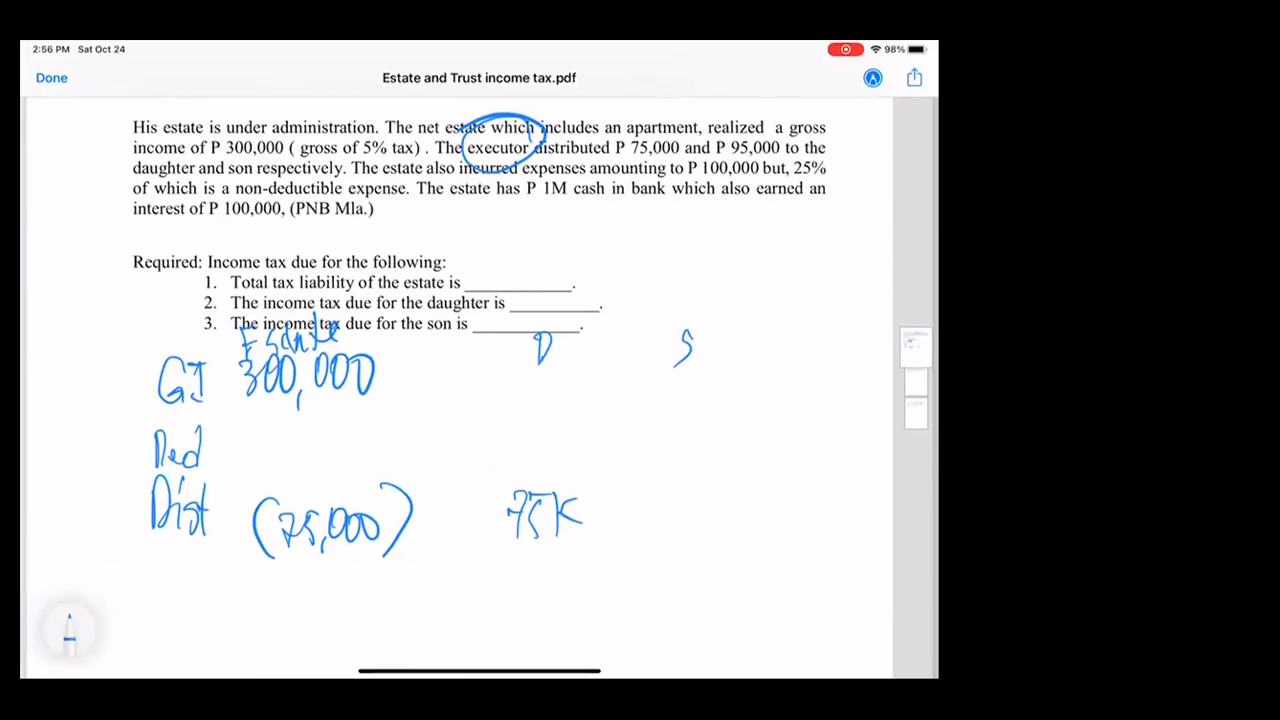 2:56 PM Sat Oct 24
98%
Done
Estate and Trust income tax.pdf
His estate is under administration. The net estate which includes an apartment, realized a gross
income of P 300,000 ( gross of 5% tax) . The executor distributed P 75,000 and P 95,000 to the
daughter and son respectively. The estate also incurred expenses amounting to P 100,000 but, 25%
of which is a non-deductible expense. The estate has P 1M cash in bank which also earned an
interest of P 100,000, (PNB Mla.)
Required: Income tax due for the following:
1. Total tax liability of the estate is ____________.
2. The income tax due for the daughter is __________.
3. The income tax due for the son is ____________.
Estate D S
GI 300,000
Ded
Dist (75,000) 75K